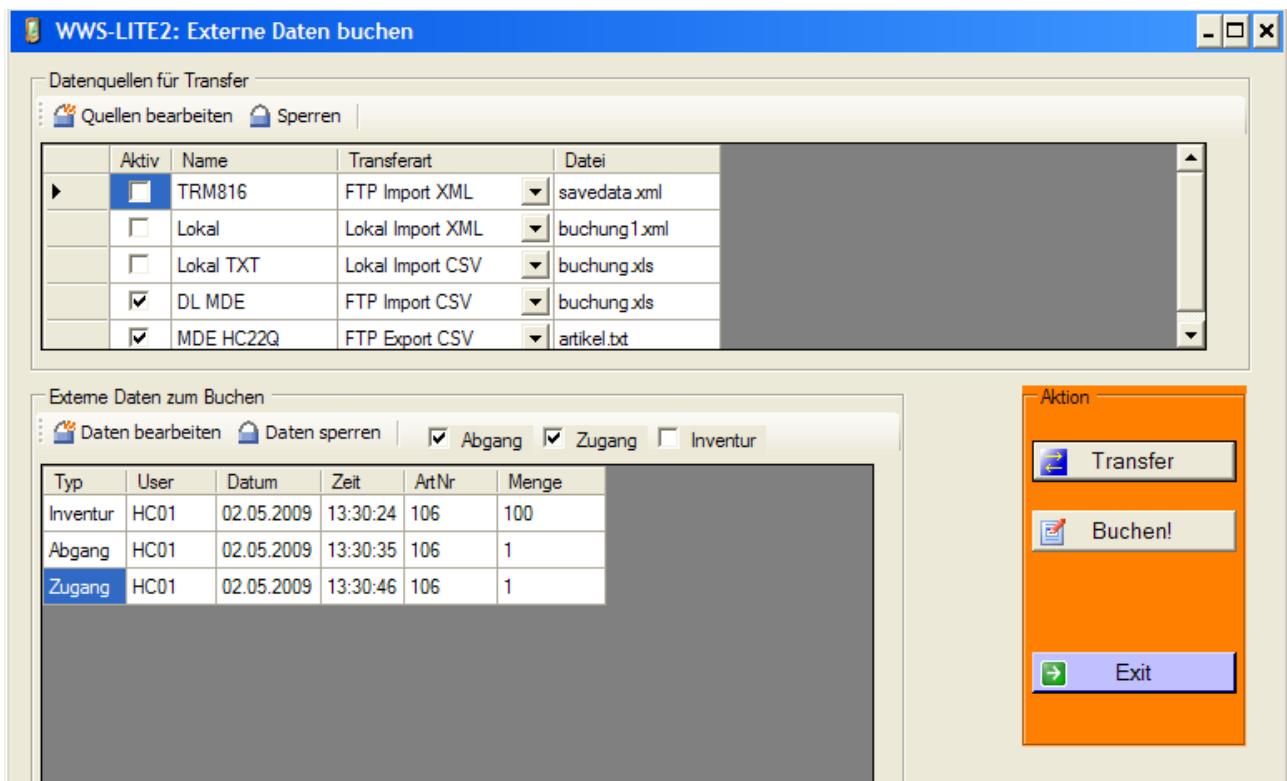 WWS-LITE2: Externe Daten buchen
Datenquellen für Transfer
Quellen bearbeiten Sperren
Aktiv Name Transferart Datei
TRM816 FTP Import XML savedata.xml
Lokal Lokal Import XML buchung1.xml
Lokal TXT Lokal Import CSV buchung.xls
DL MDE FTP Import CSV buchung.xls
MDE HC22Q FTP Export CSV artikel.txt
Externe Daten zum Buchen
Daten bearbeiten Daten sperren Abgang Zugang Inventur
Typ User Datum Zeit ArtNr Menge
Inventur HC01 02.05.2009 13:30:24 106 100
Abgang HC01 02.05.2009 13:30:35 106 1
Zugang HC01 02.05.2009 13:30:46 106 1
Aktion
Transfer
Buchen!
Exit